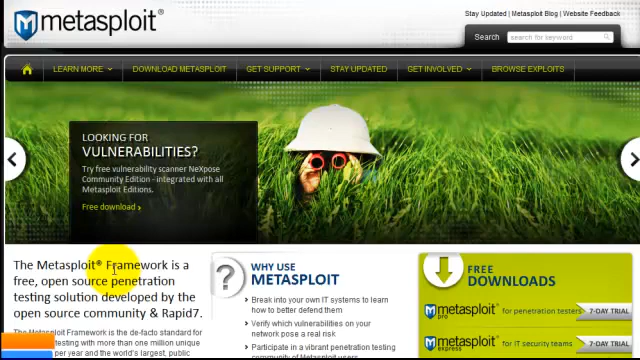 metasploit®
Stay Updated | Metasploit Blog | Website Feedback
Search
search for keyword
LEARN MORE
DOWNLOAD METASPLOIT
GET SUPPORT
STAY UPDATED
GET INVOLVED
BROWSE EXPLOITS
LOOKING FOR
VULNERABILITIES?
Try free vulnerability scanner NeXpose
Community Edition - integrated with all
Metasploit Editions.
Free download ›
The Metasploit® Framework is a
free, open source penetration
testing solution developed by the
open source community & Rapid7.
The Metasploit Framework is the de-facto standard for
testing with more than one million unique
per year and the world's largest, public
?
WHY USE
METASPLOIT
Break into your own IT systems to learn
how to better defend them
Verify which vulnerabilities on your
network pose a real risk
Participate in a vibrant penetration testing
community of Metasploit users
FREE
DOWNLOADS
metasploit pro for penetration testers 7-DAY TRIAL
metasploit express for IT security teams 7-DAY TRIAL